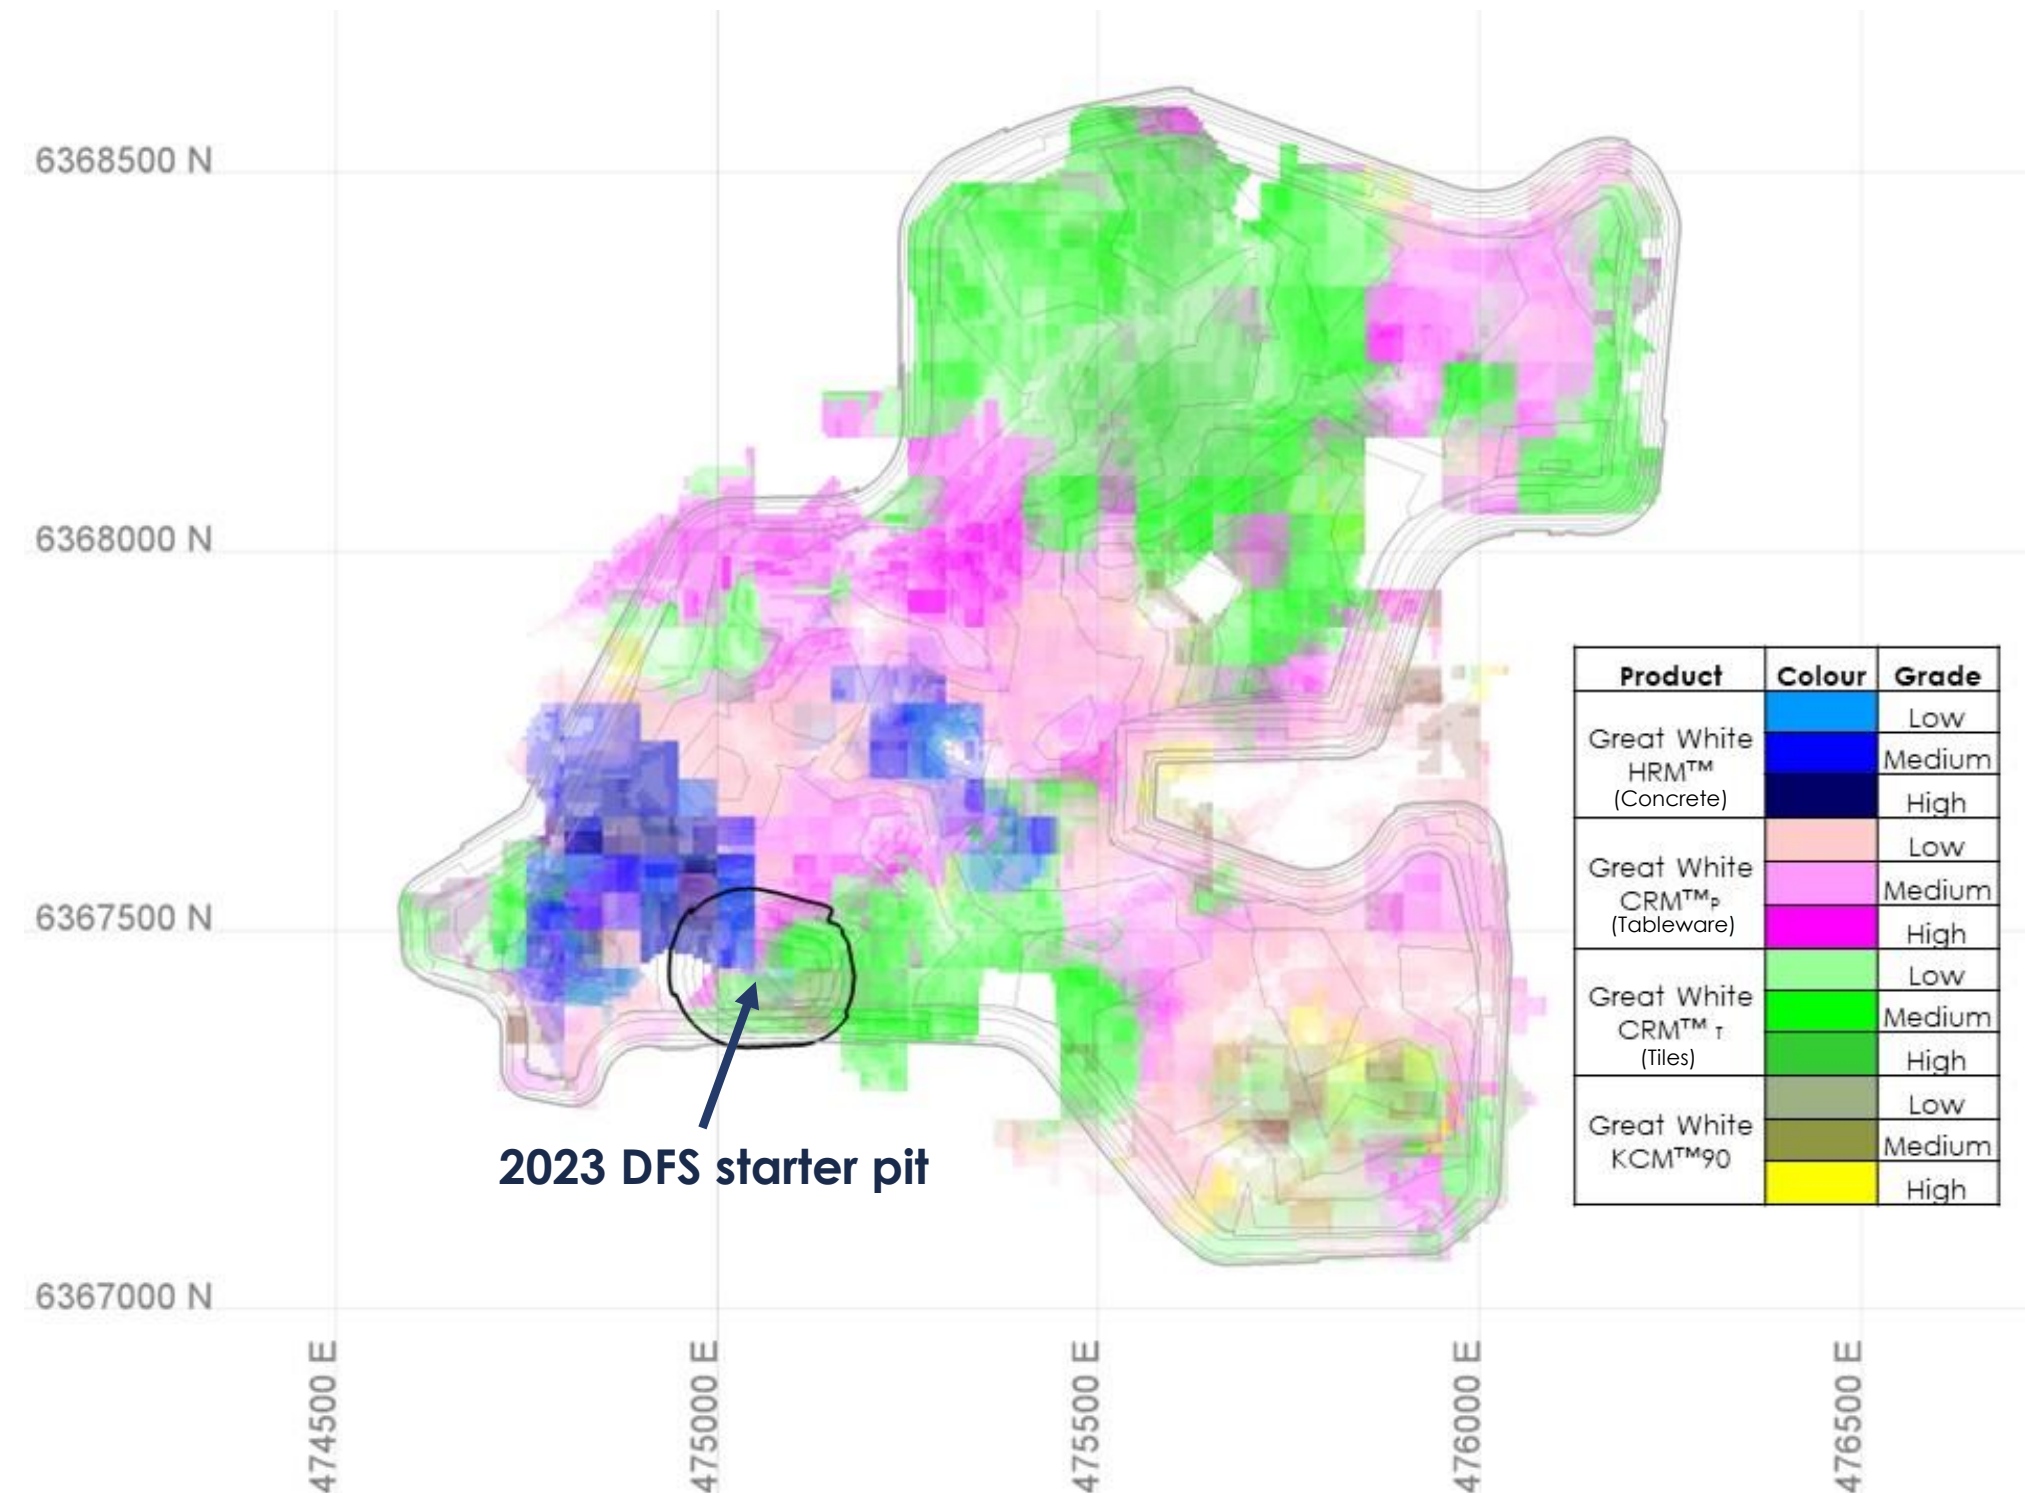 6368500 N
6368000 N
6367500 N
6367000 N
474500 E
475000 E
475500 E
476000 E
476500 E
2023 DFS starter pit
Product Colour Grade
Great White
HRM™
(Concrete)
Low
Medium
High
Great White
CRM™P
(Tableware)
Low
Medium
High
Great White
CRM™ T
(Tiles)
Low
Medium
High
Great White
KCM™90
Low
Medium
High